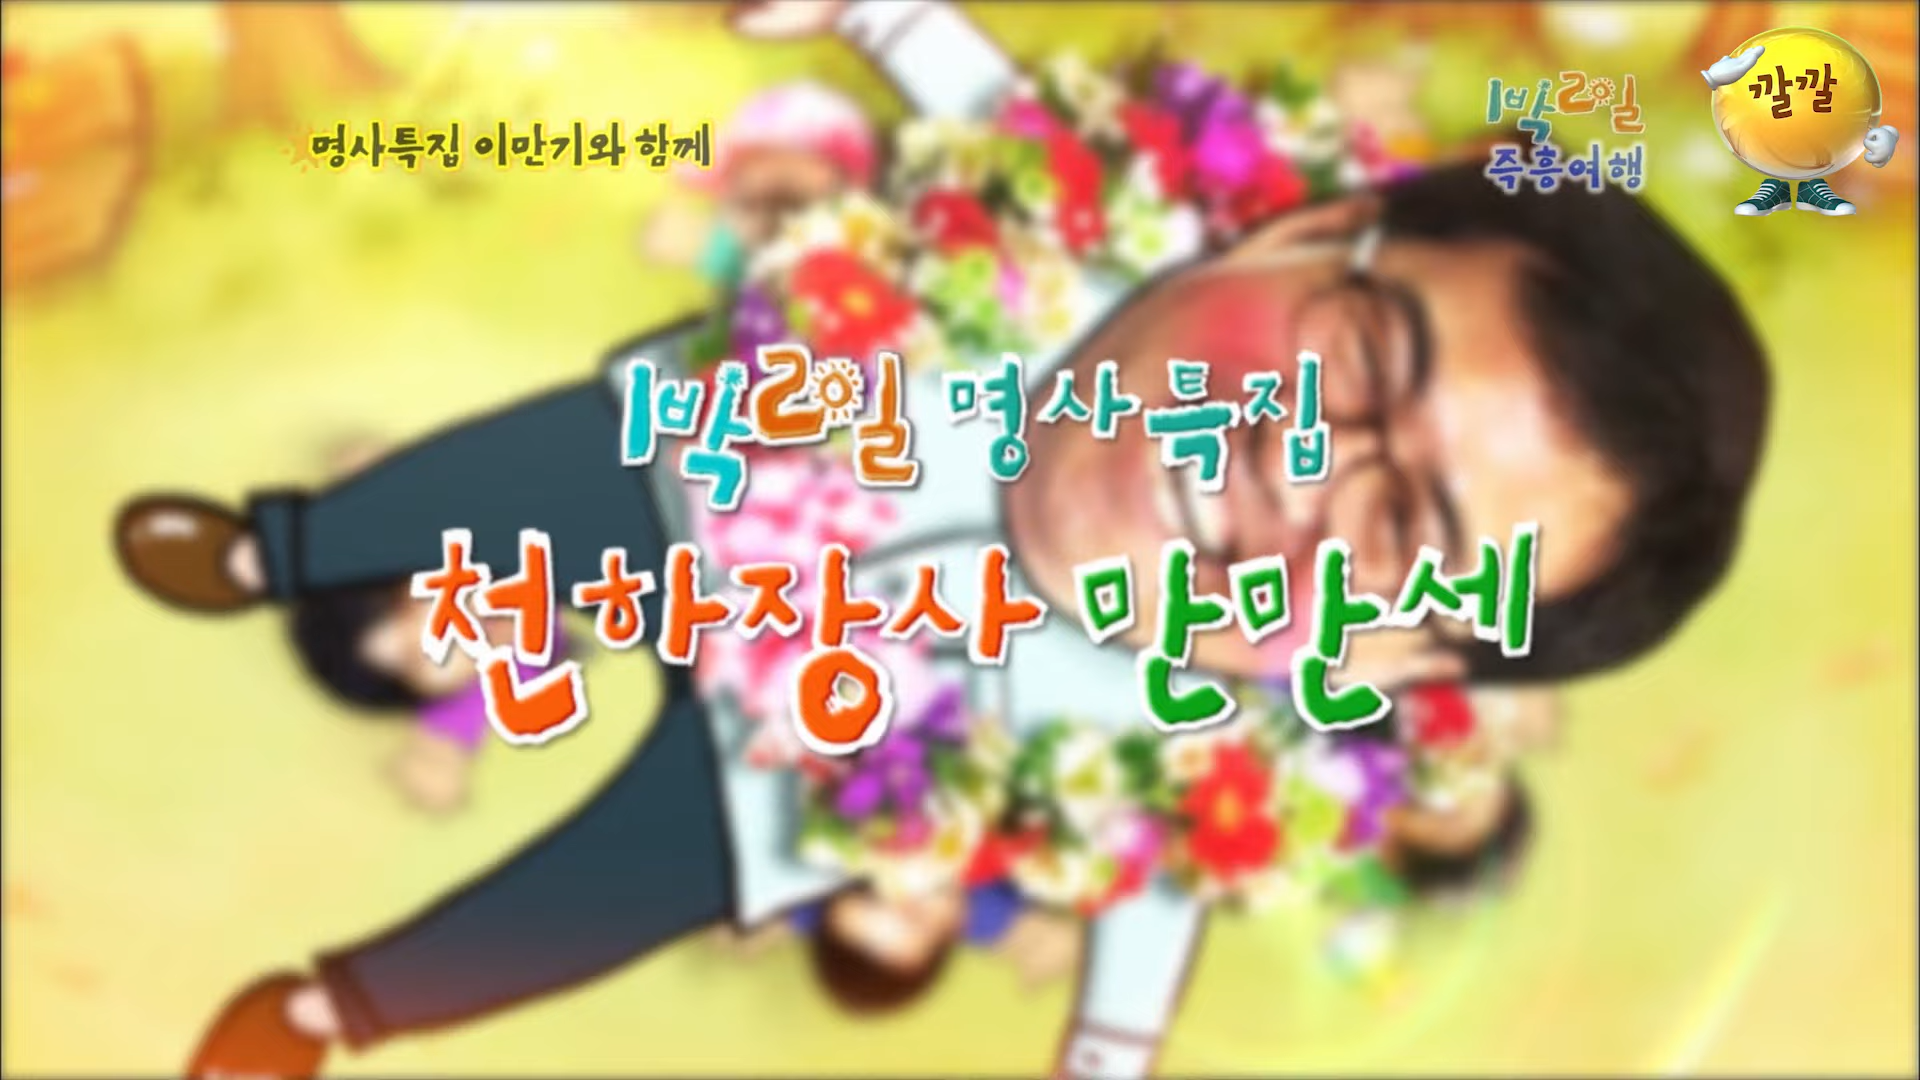 명사특집 이만기와 함께
1박2일
즉흥여행
깔깔
1박2일 명사특집
천하장사 만만세